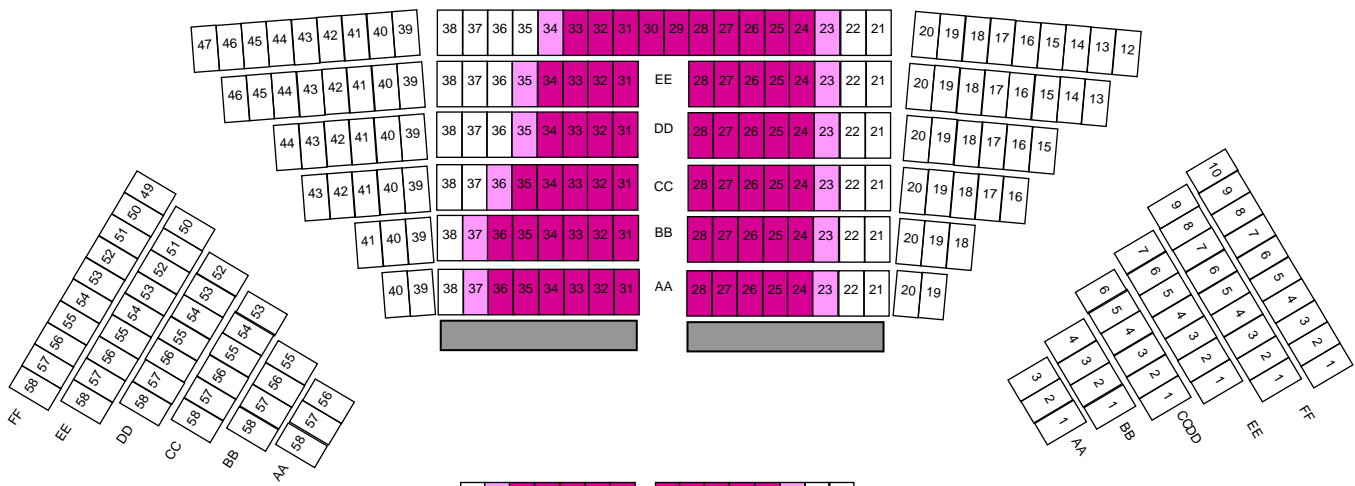 47 46 45 44 43 42 41 40 39 38 37 36 35 34 33 32 31 30 29 28 27 26 25 24 23 22 21 20 19 18 17 16 15 14 13 12
46 45 44 43 42 41 40 39 38 37 36 35 34 33 32 31 EE 28 27 26 25 24 23 22 21 20 19 18 17 16 15 14 13
44 43 42 41 40 39 38 37 36 35 34 33 32 31 DD 28 27 26 25 24 23 22 21 20 19 18 17 16 15
43 42 41 40 39 38 37 36 35 34 33 32 31 CC 28 27 26 25 24 23 22 21 20 19 18 17 16
41 40 39 38 37 36 35 34 33 32 31 BB 28 27 26 25 24 23 22 21 20 19 18
40 39 38 37 36 35 34 33 32 31 AA 28 27 26 25 24 23 22 21 20 19
49 50 51 52 53 54 55 56 57 58 FF
50 51 52 53 54 55 56 57 58 EE
52 53 54 55 56 57 58 DD
53 54 55 56 57 58 CC
55 56 57 58 BB
56 57 58 AA
3 2 1 AA
4 3 2 1 BB
6 5 4 3 2 1 CC
7 6 5 4 3 2 1 DD
9 8 7 6 5 4 3 2 1 EE
10 9 8 7 6 5 4 3 2 1 FF